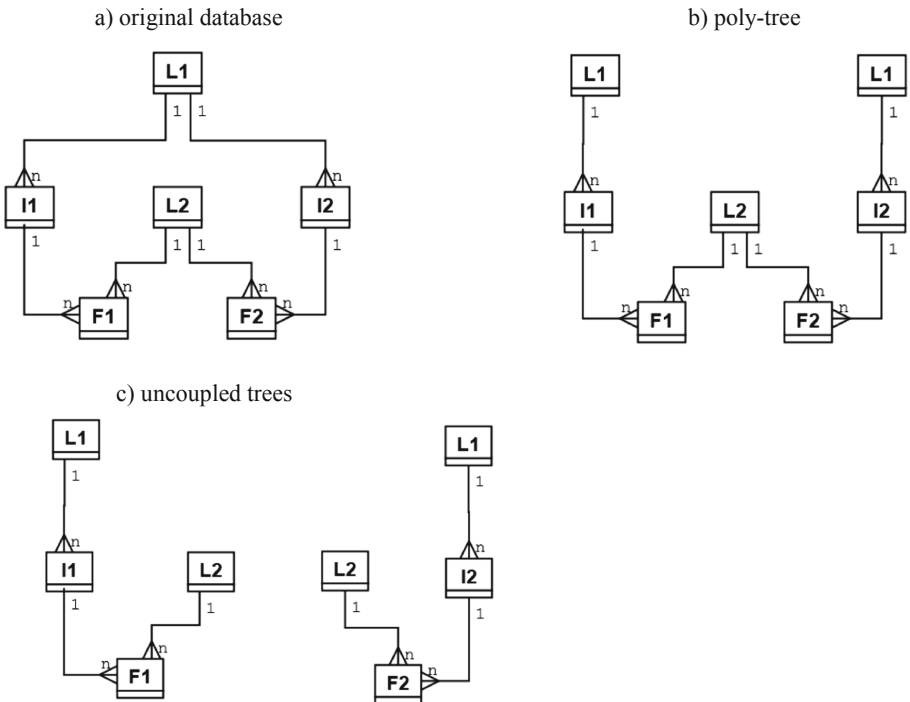 a) original database
b) poly-tree
L1
1 1
n n
I1 L2 I2
1 1 1 1
n n
n n
F1 F2
L1 L1
1 1
n n
I1 L2 I2
1 1 1 1
n n
n n
F1 F2
c) uncoupled trees
L1 L1
1 1
n n
I1 L2 L2 I2
1 1 1 1
n n
n n
F1 F2